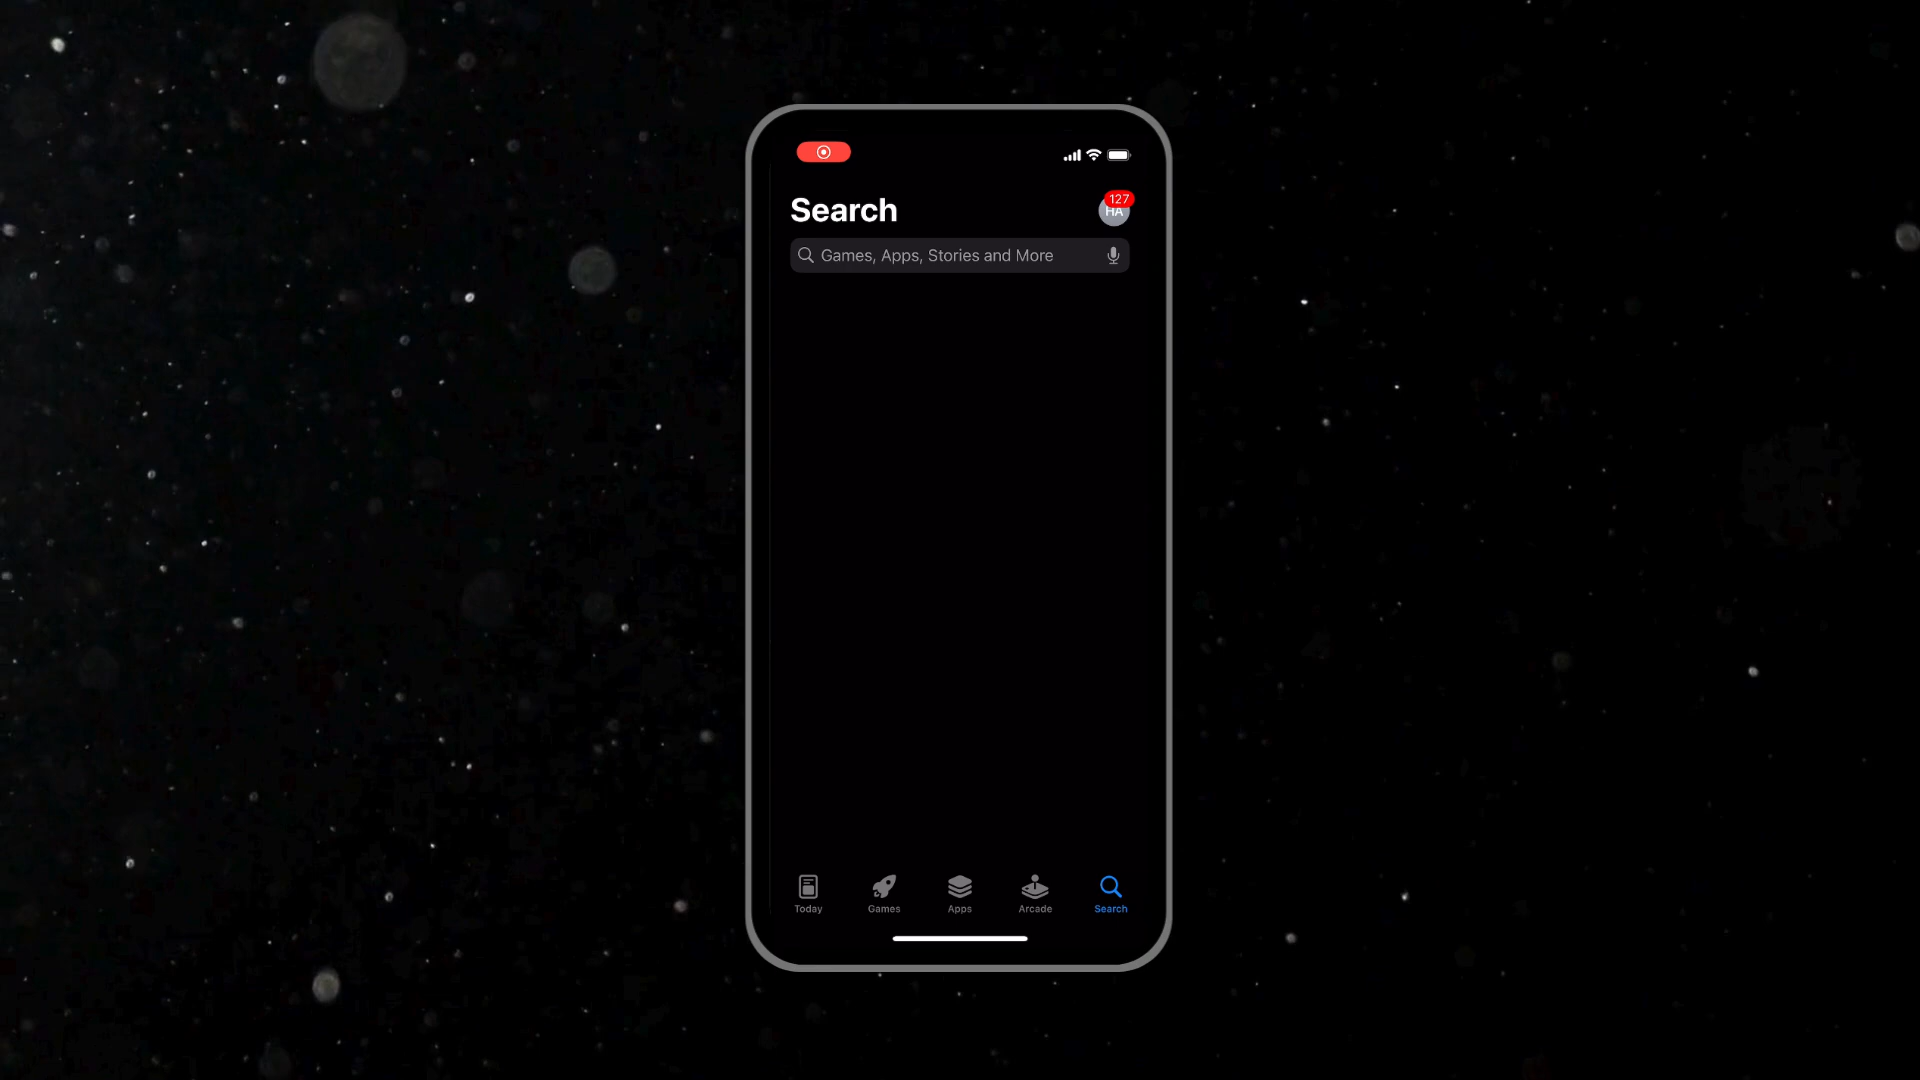 Search
127
HA
Games, Apps, Stories and More
Today
Games
Apps
Arcade
Search